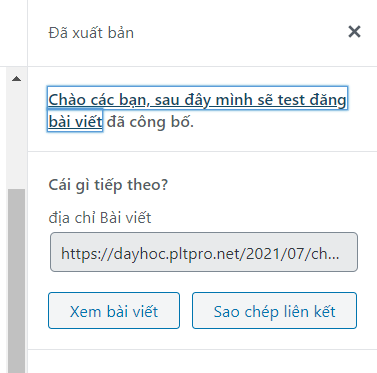 Đã xuất bản
Chào các bạn, sau đây mình sẽ test đăng
bài viết đã công bố.
Cái gì tiếp theo?
địa chỉ Bài viết
https://dayhoc.pltpro.net/2021/07/ch...
Xem bài viết
Sao chép liên kết